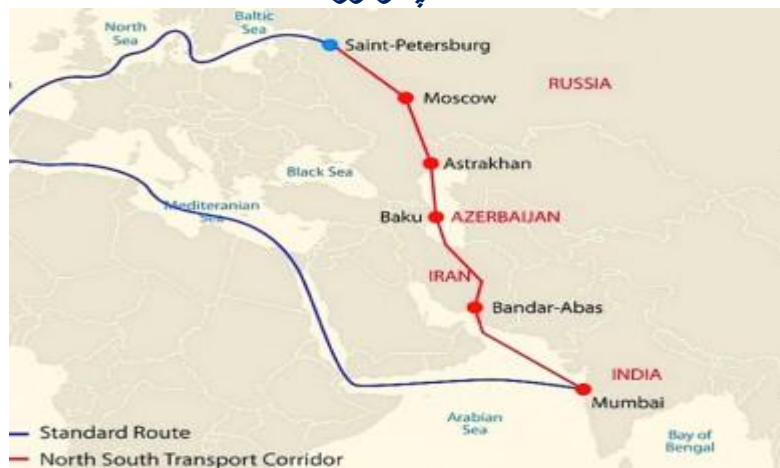 North
Sea
Baltic
Sea
Saint-Petersburg
RUSSIA
Moscow
Astrakhan
Black Sea
Mediteranian
Sea
Baku
AZERBAIJAN
IRAN
Bandar-Abas
INDIA
Mumbai
Arabian
Sea
Bay of
Bengal
Standard Route
North South Transport Corridor